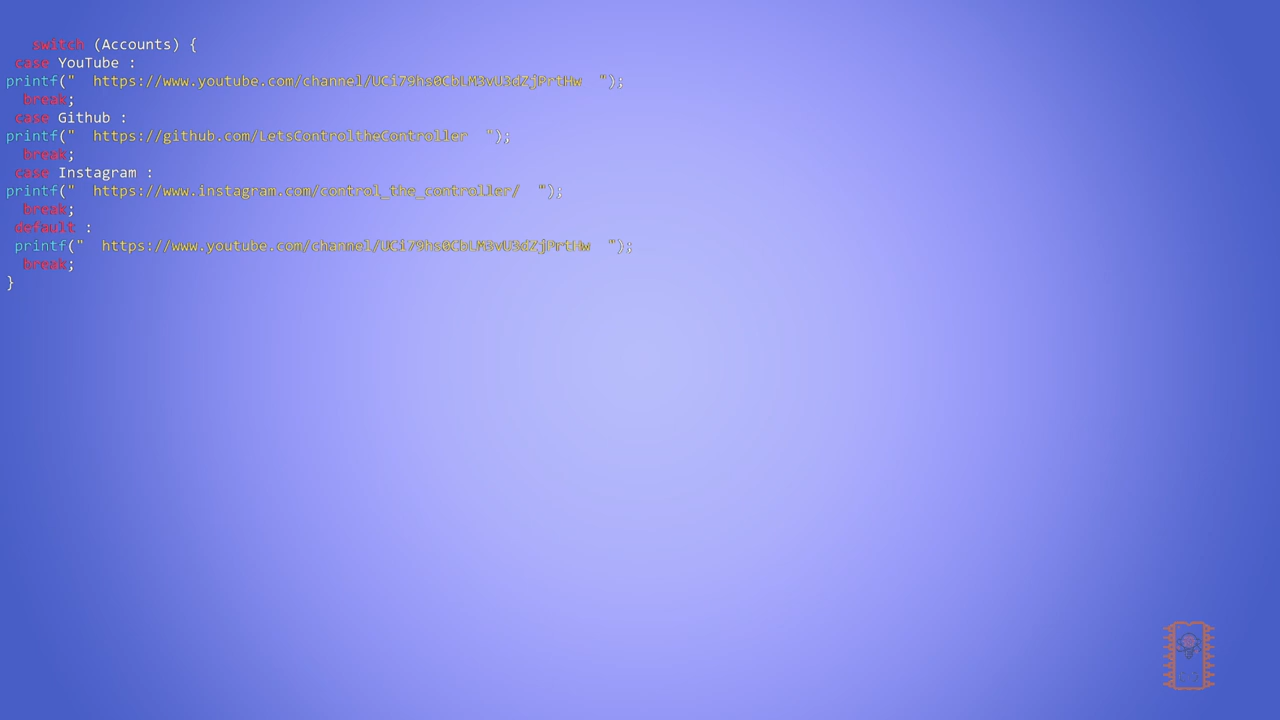 switch (Accounts) {
case YouTube :
printf(" https://www.youtube.com/channel/UCi79hs0CbLM3vU3dZjPrtHw ");
break;
case Github :
printf(" https://github.com/LetsControltheController ");
break;
case Instagram :
printf(" https://www.instagram.com/control_the_controller/ ");
break;
default :
printf(" https://www.youtube.com/channel/UCi79hs0CbLM3vU3dZjPrtHw ");
break;
}